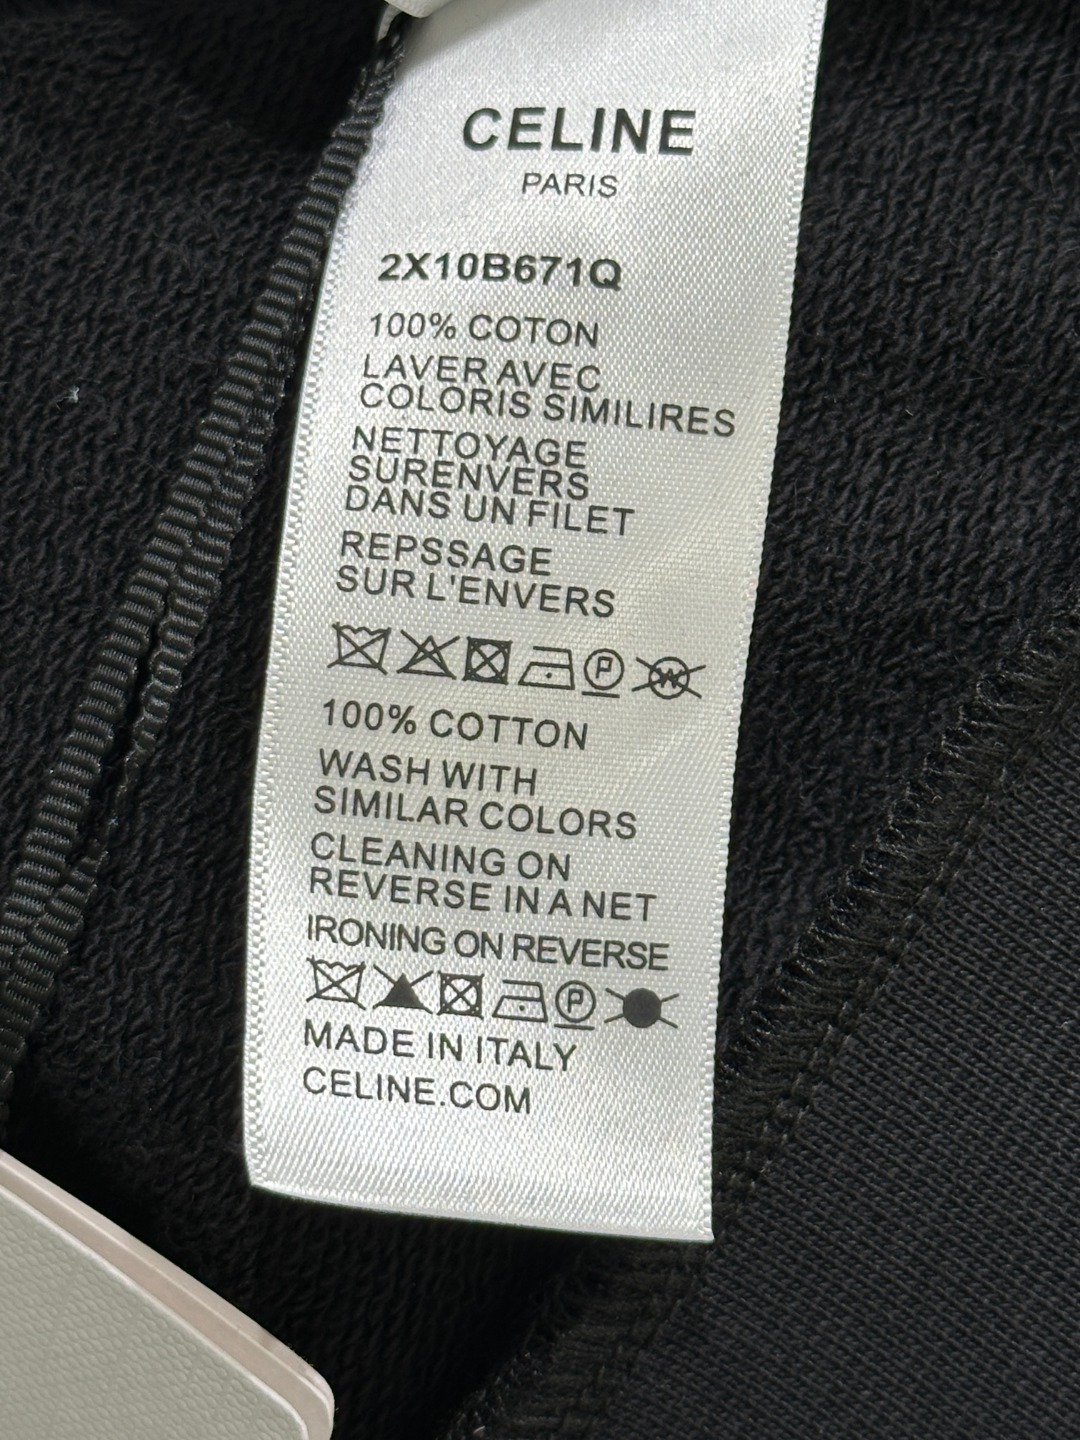 CELINE
PARIS
2X10B671Q
100% COTON
LAVER AVEC
COLORIS SIMILIRES
NETTOYAGE
SURENVERS
DANS UN FILET
REPSSAGE
SUR L'ENVERS
P W
100% COTTON
WASH WITH
SIMILAR COLORS
CLEANING ON
REVERSE IN A NET
IRONING ON REVERSE
P
MADE IN ITALY
CELINE.COM